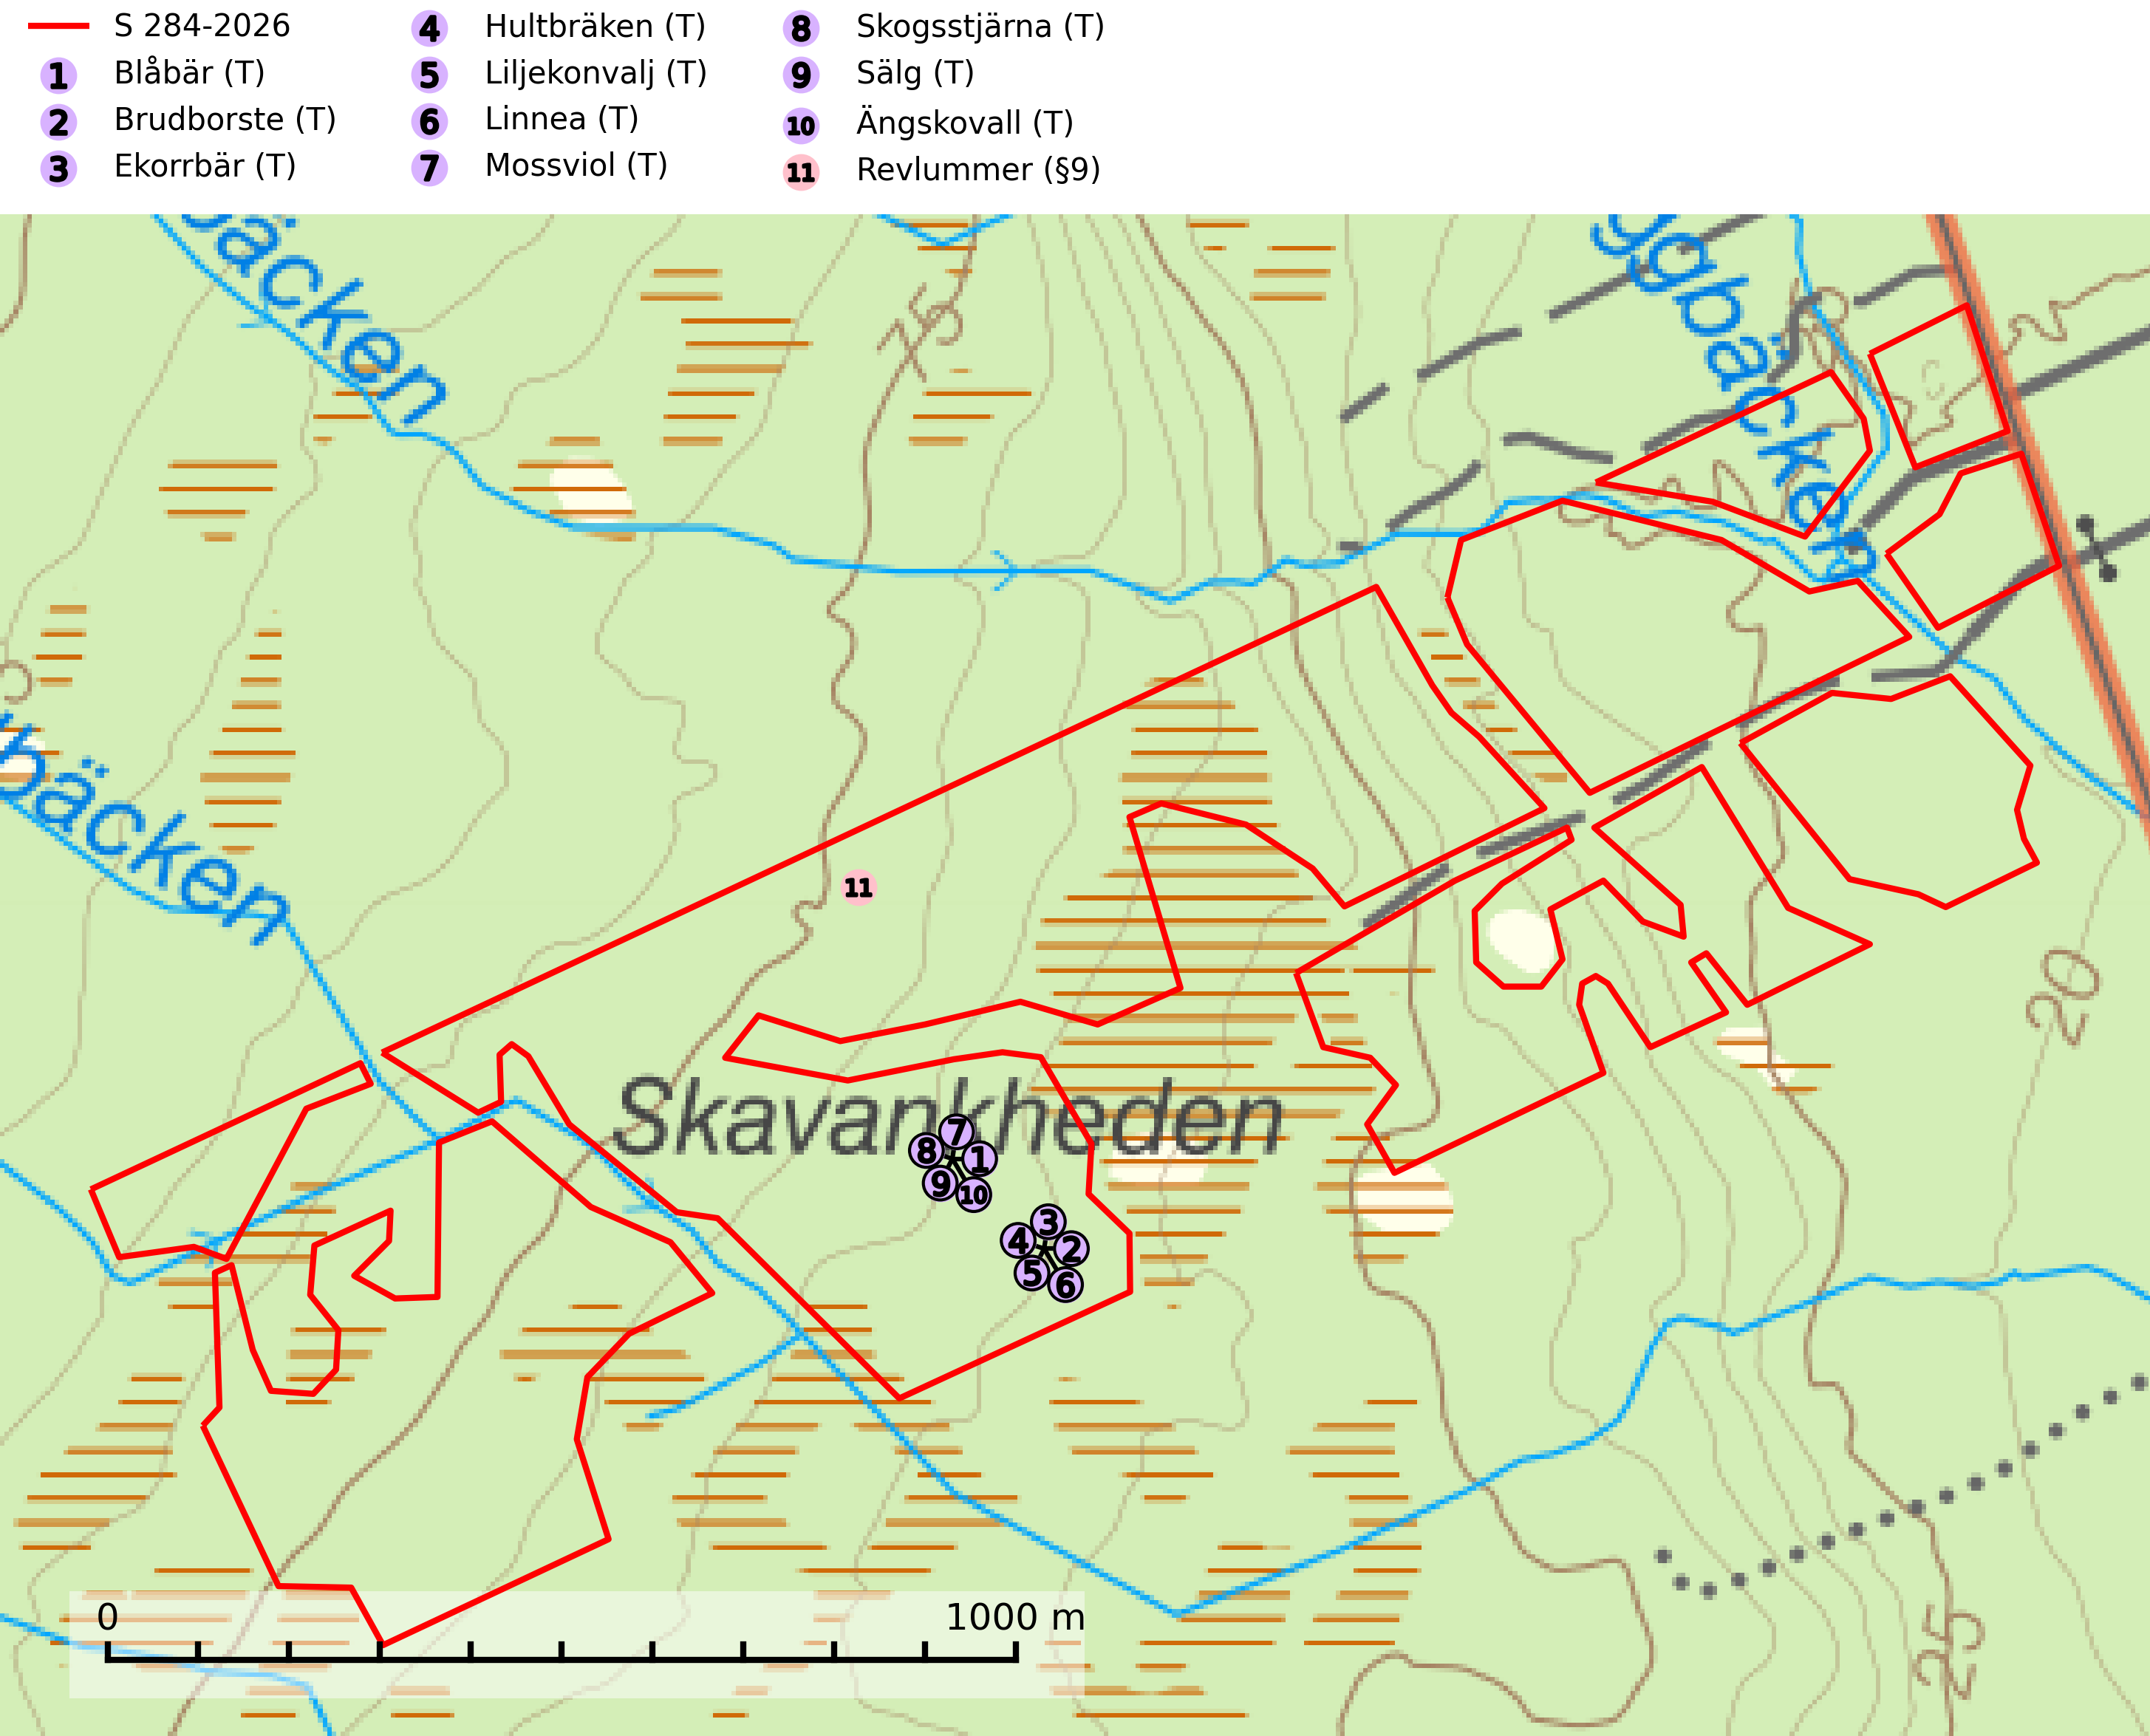 S 284-2026
1 Blåbär (T)
2 Brudborste (T)
3 Ekorrbär (T)
4 Hultbräken (T)
5 Liljekonvalj (T)
6 Linnea (T)
7 Mossviol (T)
8 Skogsstjärna (T)
9 Sälg (T)
10 Ängskovall (T)
11 Revlummer (§9)
bäcken
ggbäcken
75
bäcken
11
20
Skavankheden
7
8
1
9
10
3
4
2
5
6
25
0 1000 m